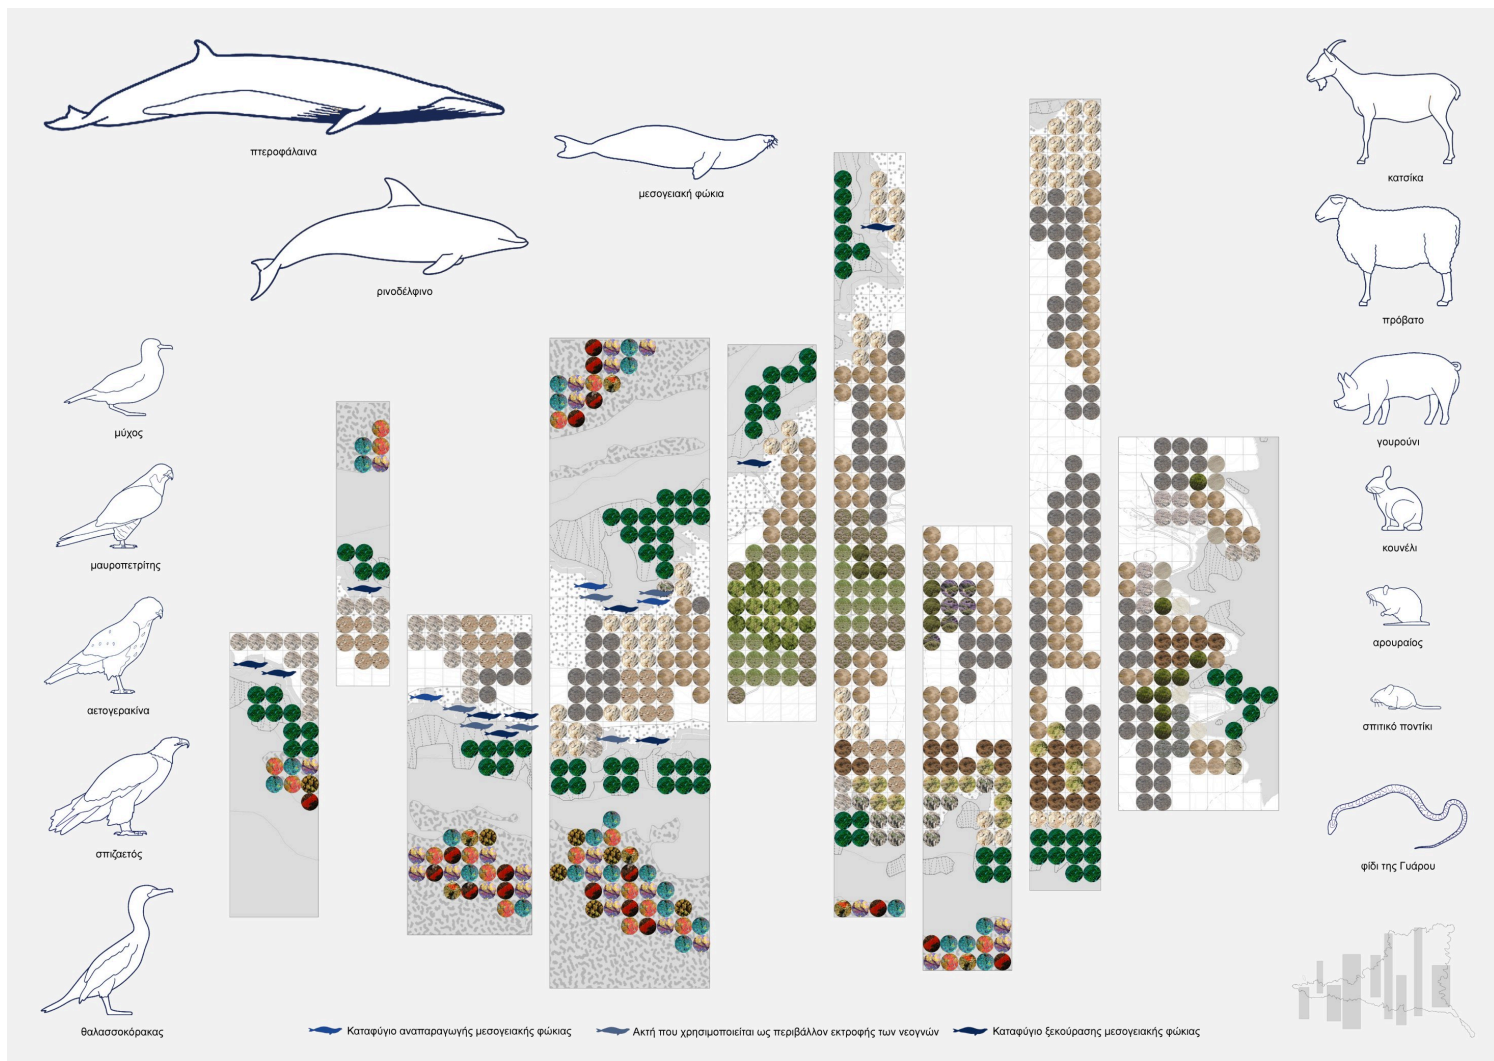 πτεροφάλαινα
μεσογειακή φώκια
κατσίκα
ρινοδέλφινο
πρόβατο
μύχος
γουρούνι
μαυροπετρίτης
κουνέλι
αετογερακίνα
αρουραίος
σπιτικό ποντίκι
σπιζαετός
φίδι της Γυάρου
θαλασσοκόρακας
Καταφύγιο αναπαραγωγής μεσογειακής φώκιας
Ακτή που χρησιμοποιείται ως περιβάλλον εκτροφής των νεογνών
Καταφύγιο ξεκούρασης μεσογειακής φώκιας